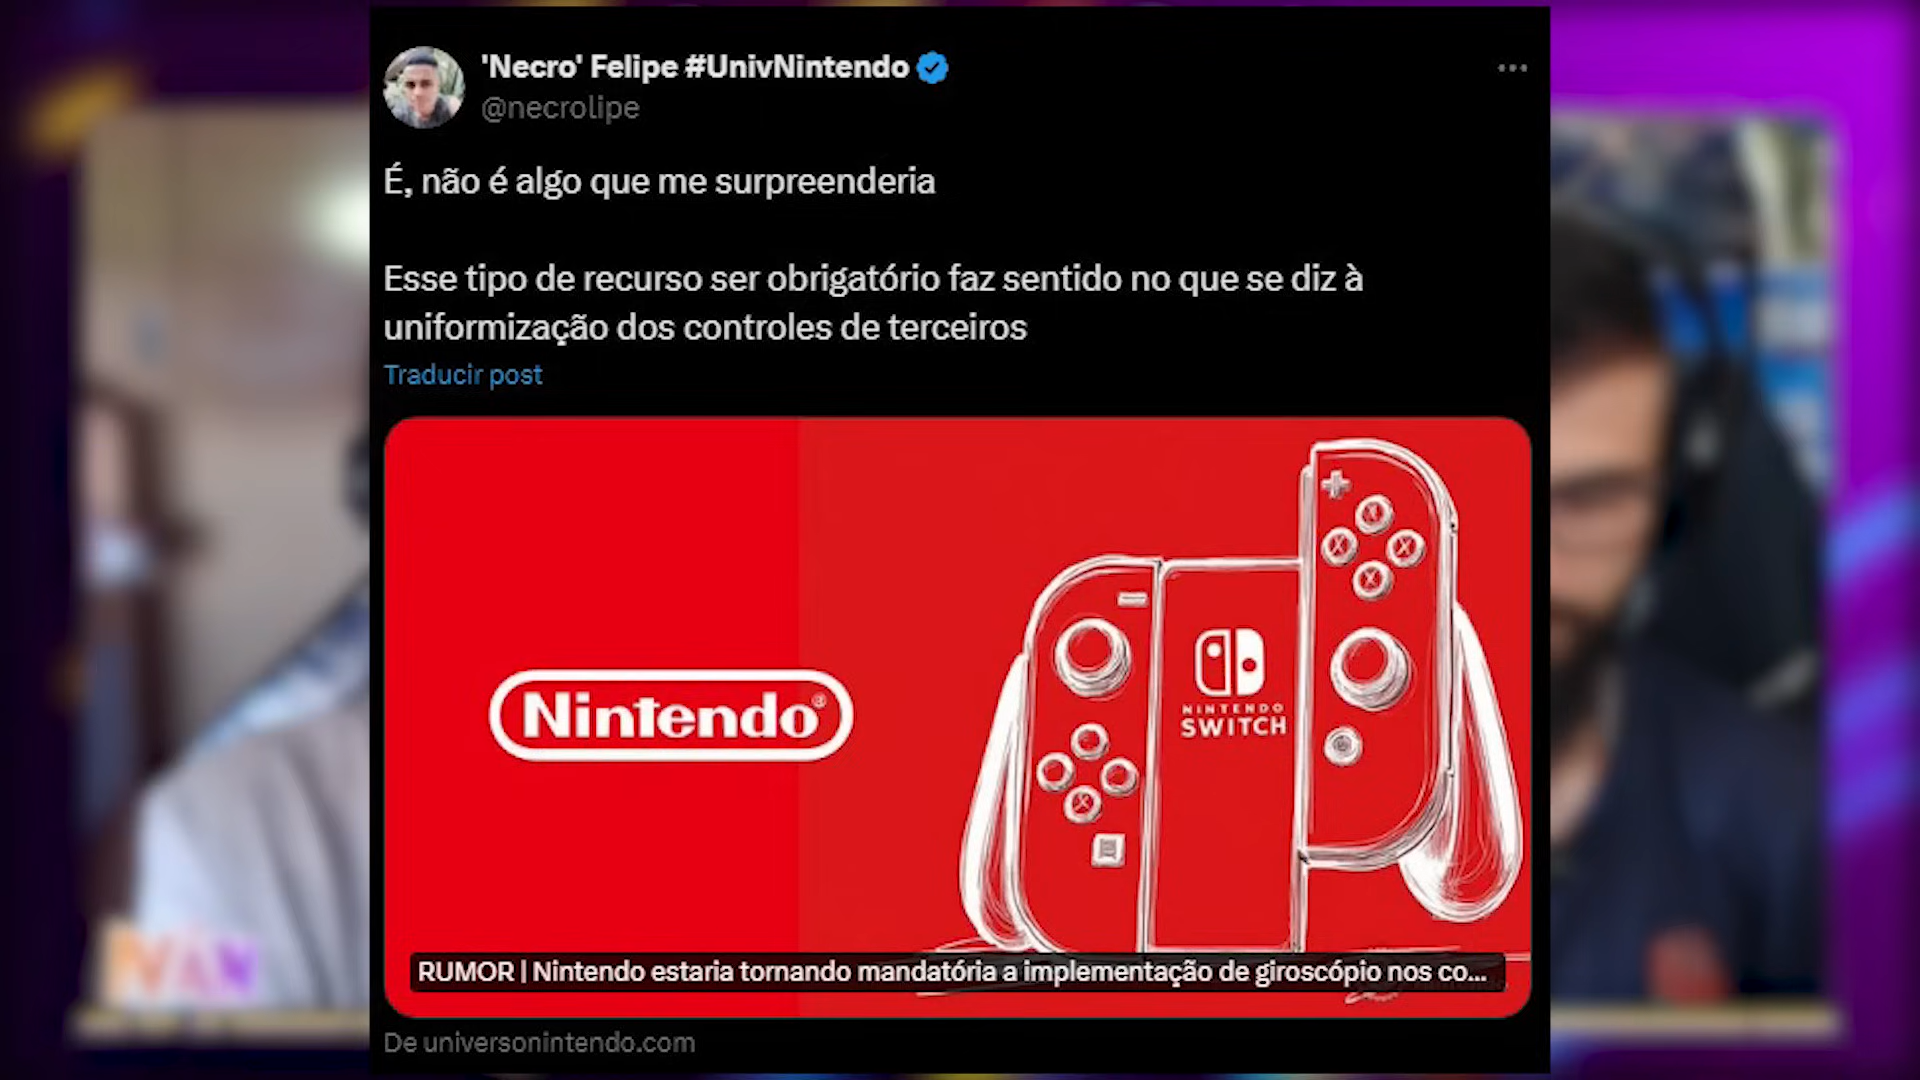 'Necro' Felipe #UnivNintendo
@necrolipe
É, não é algo que me surpreenderia
Esse tipo de recurso ser obrigatório faz sentido no que se diz à
uniformização dos controles de terceiros
Traducir post
Nintendo®
NINTENDO
SWITCH
RUMOR | Nintendo estaria tornando mandatória a implementação de giroscópio nos co...
De universonintendo.com